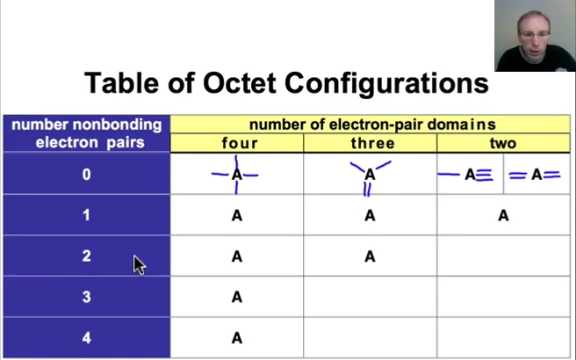 Table of Octet Configurations
number nonbonding electron pairs
number of electron-pair domains
four three two
0 A A A A
1 A A A
2 A A
3 A
4 A